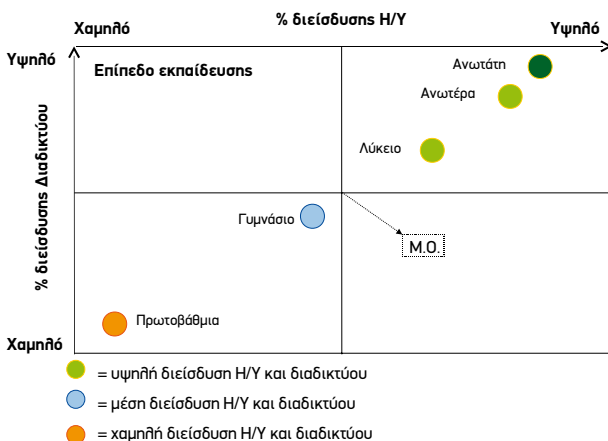 % διείσδυσης Η/Υ
Χαμηλό
Υψηλό
Υψηλό
Επίπεδο εκπαίδευσης
Ανωτάτη
Ανωτέρα
Λύκειο
% διείσδυσης Διαδικτύου
Γυμνάσιο
Μ.Ο.
Πρωτοβάθμια
Χαμηλό
= υψηλή διείσδυση Η/Υ και διαδικτύου
= μέση διείσδυση Η/Υ και διαδικτύου
= χαμηλή διείσδυση Η/Υ και διαδικτύου